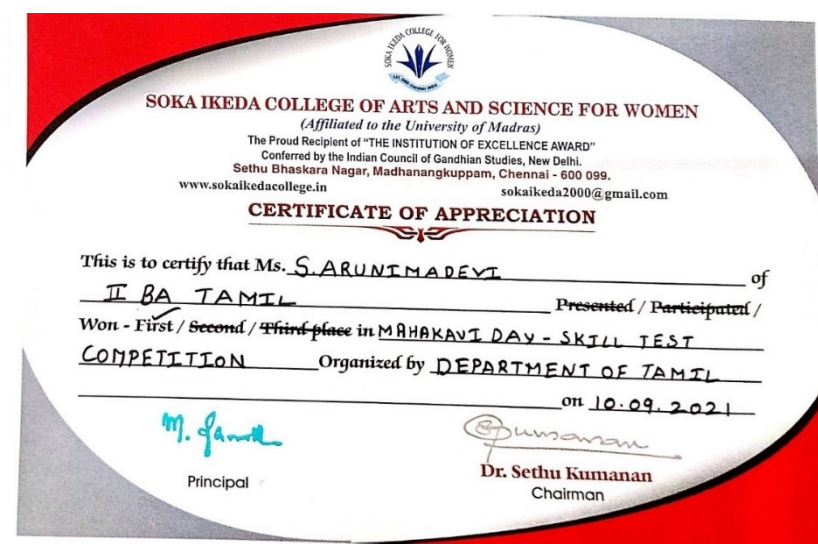 SOKA IKEDA COLLEGE FOR WOMEN
SOKA IKEDA COLLEGE OF ARTS AND SCIENCE FOR WOMEN
(Affiliated to the University of Madras)
The Proud Recipient of "THE INSTITUTION OF EXCELLENCE AWARD"
Conferred by the Indian Council of Gandhian Studies, New Delhi.
Sethu Bhaskara Nagar, Madhanangkuppam, Chennai - 600 099.
www.sokaikedacollege.in sokaikeda2000@gmail.com
CERTIFICATE OF APPRECIATION
This is to certify that Ms. S.ARUNIMADEVI of
II BA TAMIL Presented / Participated /
Won - First / Second / Third place in MAHAKAVI DAY - SKILL TEST
COMPETITION Organized by DEPARTMENT OF TAMIL
on 10.09.2021
Principal
Dr. Sethu Kumanan
Chairman